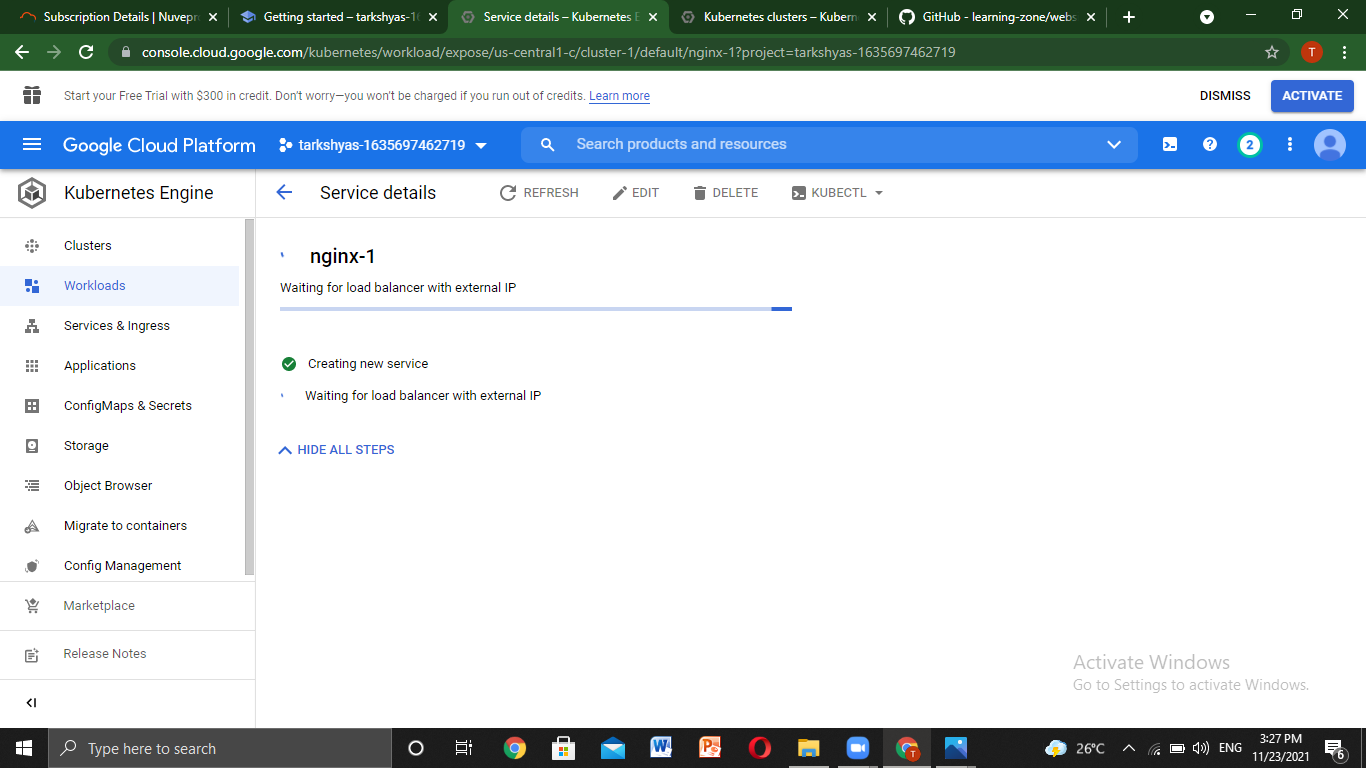 Subscription Details | Nuvepr
Getting started – tarkshyas-16
Service details – Kubernetes E
Kubernetes clusters – Kubern
GitHub - learning-zone/webs
console.cloud.google.com/kubernetes/workload/expose/us-central1-c/cluster-1/default/nginx-1?project=tarkshyas-1635697462719
T
Start your Free Trial with $300 in credit. Don't worry—you won't be charged if you run out of credits. Learn more
DISMISS
ACTIVATE
Google Cloud Platform
tarkshyas-1635697462719
Search products and resources
2
Kubernetes Engine
Service details
REFRESH
EDIT
DELETE
KUBECTL
Clusters
Workloads
Services & Ingress
Applications
ConfigMaps & Secrets
Storage
Object Browser
Migrate to containers
Config Management
Marketplace
Release Notes
nginx-1
Waiting for load balancer with external IP
Creating new service
Waiting for load balancer with external IP
HIDE ALL STEPS
Activate Windows
Go to Settings to activate Windows.
Type here to search
26°C
ENG
3:27 PM
11/23/2021
6